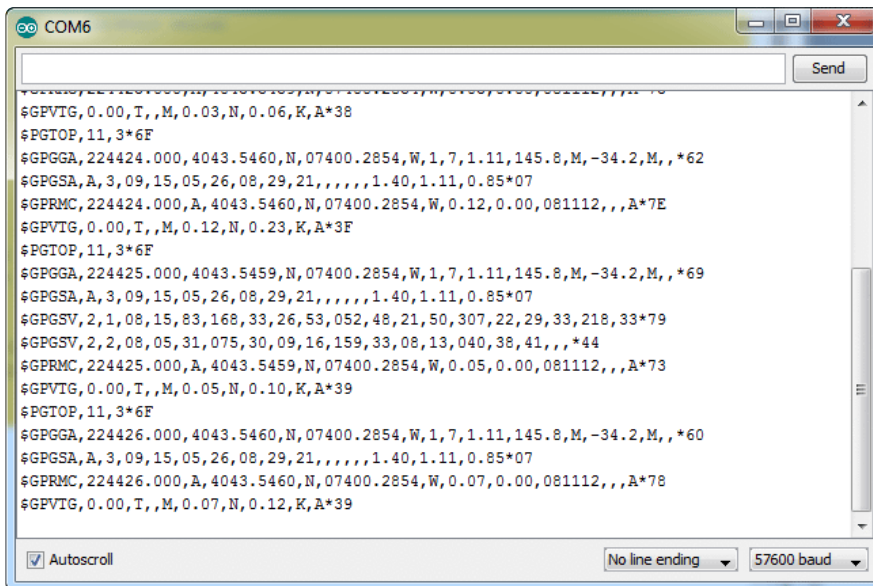 COM6
Send
$GPVTG,0.00,T,,M,0.03,N,0.06,K,A*38
$PGTOP,11,3*6F
$GPGGA,224424.000,4043.5460,N,07400.2854,W,1,7,1.11,145.8,M,-34.2,M,,*62
$GPGSA,A,3,09,15,05,26,08,29,21,,,,,,1.40,1.11,0.85*07
$GPRMC,224424.000,A,4043.5460,N,07400.2854,W,0.12,0.00,081112,,,A*7E
$GPVTG,0.00,T,,M,0.12,N,0.23,K,A*3F
$PGTOP,11,3*6F
$GPGGA,224425.000,4043.5459,N,07400.2854,W,1,7,1.11,145.8,M,-34.2,M,,*69
$GPGSA,A,3,09,15,05,26,08,29,21,,,,,,1.40,1.11,0.85*07
$GPGSV,2,1,08,15,83,168,33,26,53,052,48,21,50,307,22,29,33,218,33*79
$GPGSV,2,2,08,05,31,075,30,09,16,159,33,08,13,040,38,41,,,*44
$GPRMC,224425.000,A,4043.5459,N,07400.2854,W,0.05,0.00,081112,,,A*73
$GPVTG,0.00,T,,M,0.05,N,0.10,K,A*39
$PGTOP,11,3*6F
$GPGGA,224426.000,4043.5460,N,07400.2854,W,1,7,1.11,145.8,M,-34.2,M,,*60
$GPGSA,A,3,09,15,05,26,08,29,21,,,,,,1.40,1.11,0.85*07
$GPRMC,224426.000,A,4043.5460,N,07400.2854,W,0.07,0.00,081112,,,A*78
$GPVTG,0.00,T,,M,0.07,N,0.12,K,A*39
Autoscroll
No line ending
57600 baud